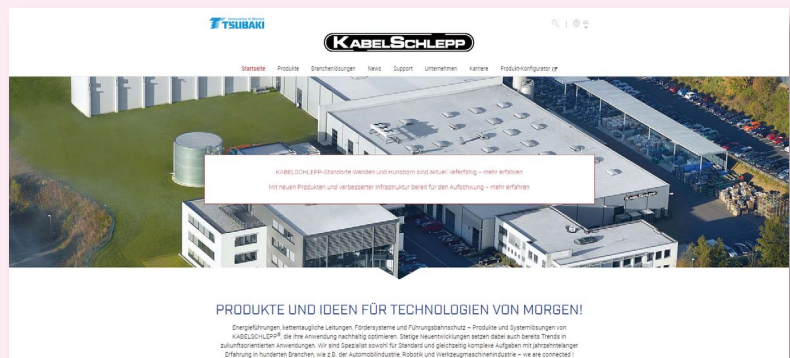 TSUBAKI
KABELSCHLEPP
Startseite Produkte Branchenlösungen News Support Unternehmen Karriere Produkt-Konfigurator
KABELSCHLEPP-Standorte Wenden und Hünsborn sind aktuell lieferfähig – mehr erfahren
Mit neuen Produkten und verbesserter Infrastruktur bereit für den Aufschwung – mehr erfahren
PRODUKTE UND IDEEN FÜR TECHNOLOGIEN VON MORGEN!
Energieführungen, kettentaugliche Leitungen, Fördersysteme und Führungsbahnschutz – Produkte und Systemlösungen von
KABELSCHLEPP®, die Ihre Anwendung nachhaltig optimieren. Stetige Neuentwicklungen setzen dabei auch bereits Trends in
zukunftsorientierten Anwendungen. Wir sind Spezialist sowohl für Standard und gleichzeitig komplexe Aufgaben mit jahrzehntelanger
Erfahrung in hunderten Branchen, wie z.B. der Automobilindustrie, Robotik und Werkzeugmaschinenindustrie – we are connected !